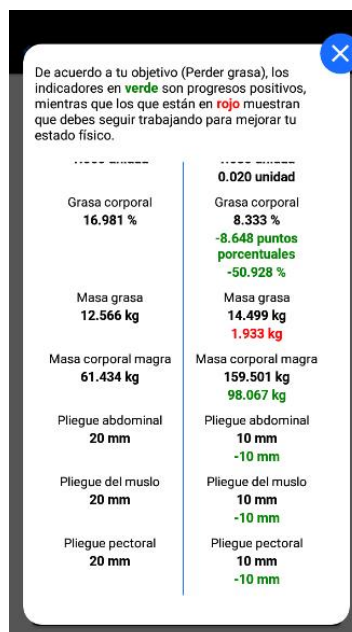 De acuerdo a tu objetivo (Perder grasa), los
indicadores en verde son progresos positivos,
mientras que los que están en rojo muestran
que debes seguir trabajando para mejorar tu
estado físico.
0.020 unidad
Grasa corporal
16.981 %
Grasa corporal
8.333 %
-8.648 puntos
porcentuales
-50.928 %
Masa grasa
12.566 kg
Masa grasa
14.499 kg
1.933 kg
Masa corporal magra
61.434 kg
Masa corporal magra
159.501 kg
98.067 kg
Pliegue abdominal
20 mm
Pliegue abdominal
10 mm
-10 mm
Pliegue del muslo
20 mm
Pliegue del muslo
10 mm
-10 mm
Pliegue pectoral
20 mm
Pliegue pectoral
10 mm
-10 mm